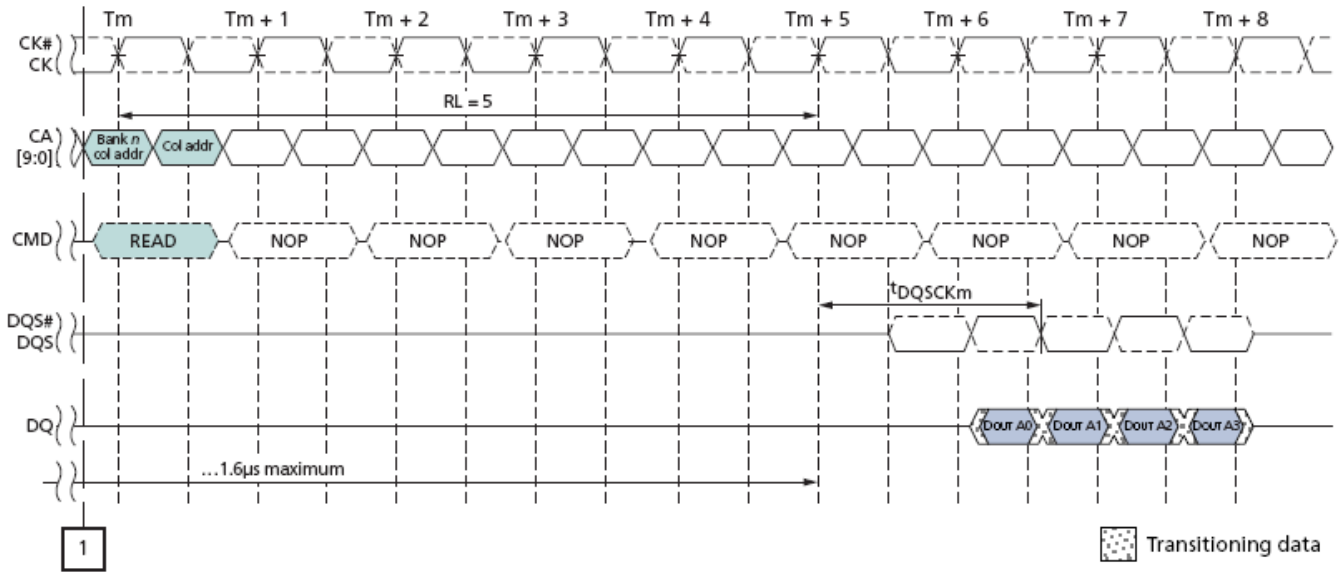 Tm Tm + 1 Tm + 2 Tm + 3 Tm + 4 Tm + 5 Tm + 6 Tm + 7 Tm + 8
CK#
CK
RL = 5
CA
[9:0]
Bank n
col addr
Col addr
CMD READ NOP NOP NOP NOP NOP NOP NOP NOP
tDQSCKm
DQS#
DQS
DQ DOUT A0 DOUT A1 DOUT A2 DOUT A3
...1.6µs maximum
1
Transitioning data